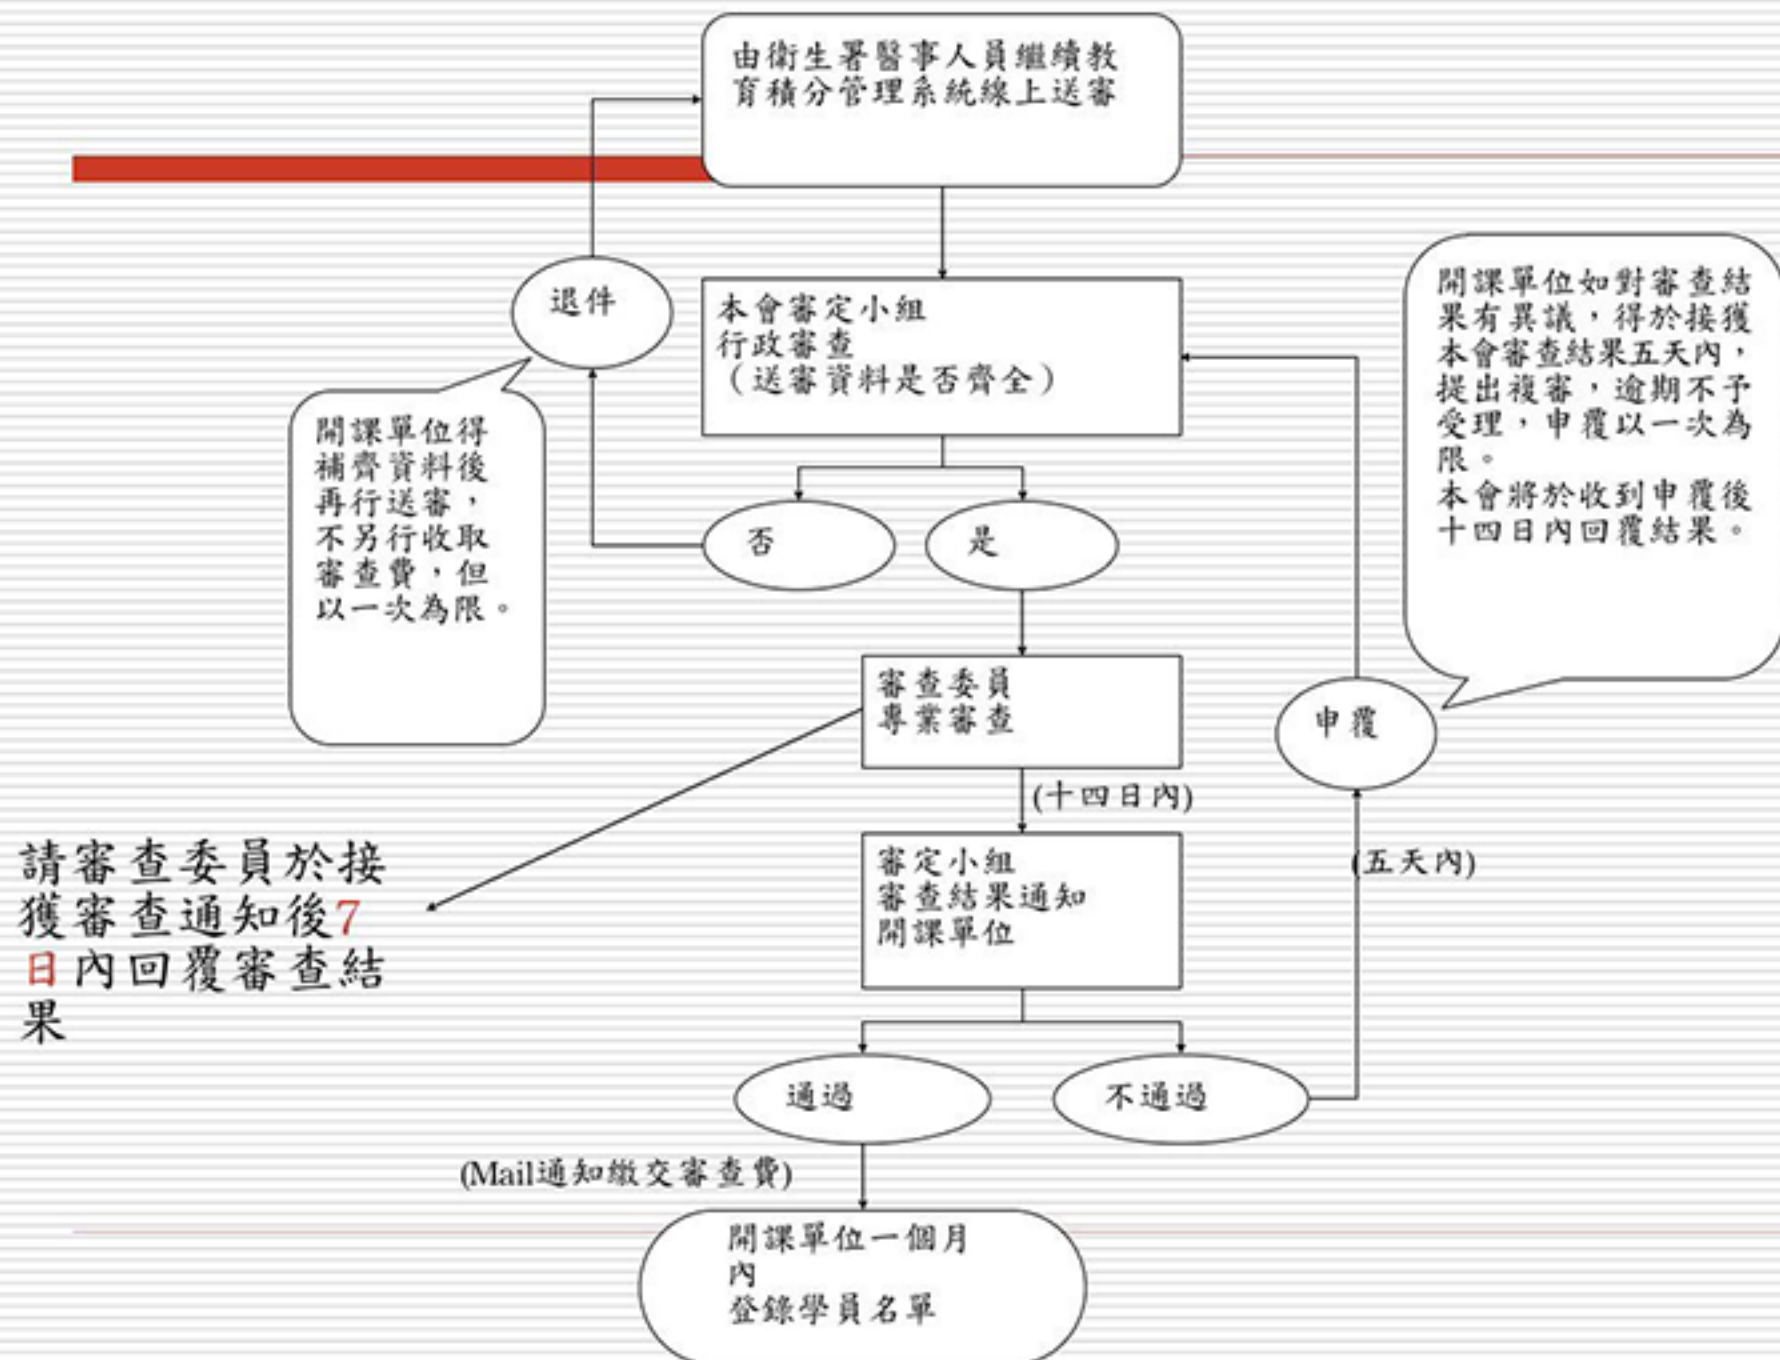 由衛生署醫事人員繼續教
育積分管理系統線上送審
退件
本會審定小組
行政審查
（送審資料是否齊全）
開課單位如對審查結
果有異議，得於接獲
本會審查結果五天內，
提出複審，逾期不予
受理，申覆以一次為
限。
本會將於收到申覆後
十四日內回覆結果。
開課單位得
補齊資料後
再行送審，
不另行收取
審查費，但
以一次為限。
否
是
審查委員
專業審查
申覆
(十四日內)
請審查委員於接
獲審查通知後7
日內回覆審查結
果
審定小組
審查結果通知
開課單位
(五天內)
通過
不通過
(Mail通知繳交審查費)
開課單位一個月
內
登錄學員名單